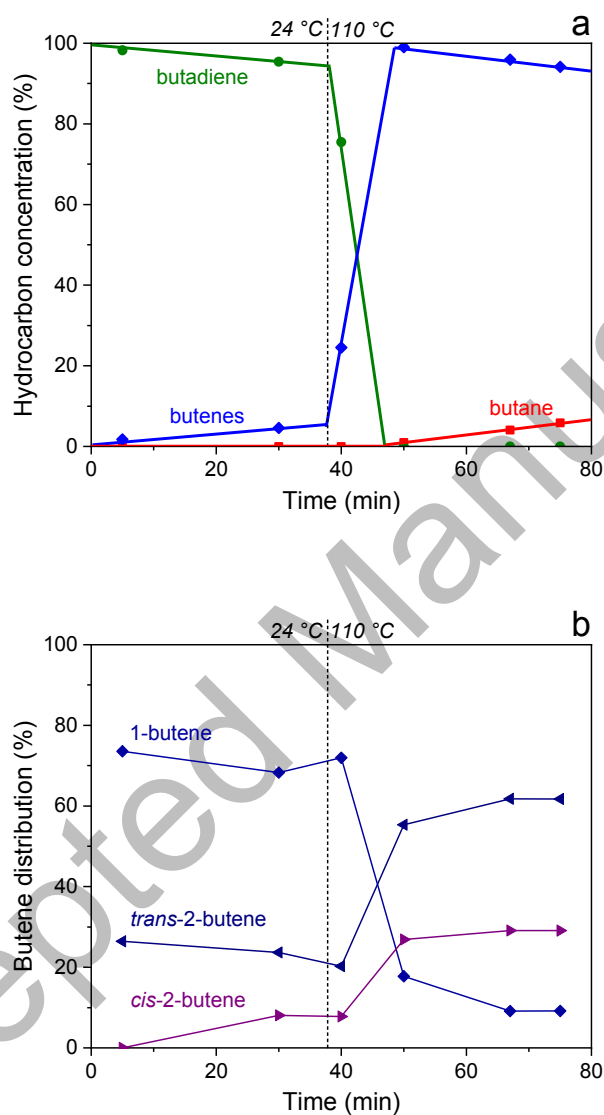 24 °C 110 °C
a
100
80
60
40
20
0
butadiene
butenes
butane
Hydrocarbon concentration (%)
0 20 40 60 80
Time (min)
24 °C 110 °C
b
100
80
60
40
20
0
1-butene
trans-2-butene
cis-2-butene
Butene distribution (%)
0 20 40 60 80
Time (min)
epted Manus